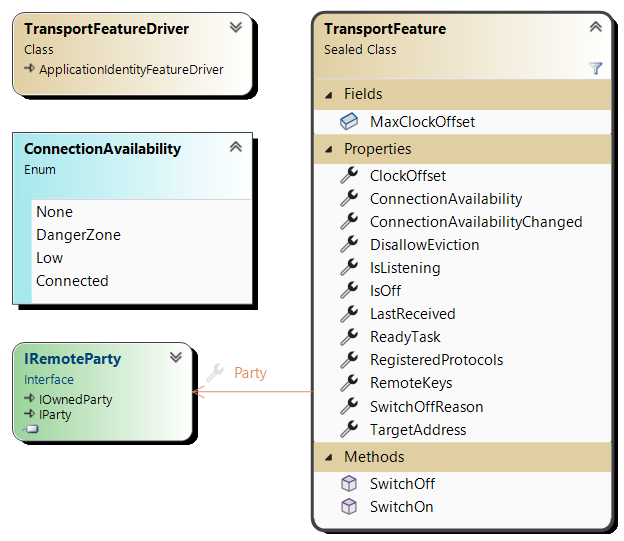 TransportFeatureDriver
Class
ApplicationIdentityFeatureDriver
ConnectionAvailability
Enum
None
DangerZone
Low
Connected
IRemoteParty
Interface
IOwnedParty
IParty
Party
TransportFeature
Sealed Class
Fields
MaxClockOffset
Properties
ClockOffset
ConnectionAvailability
ConnectionAvailabilityChanged
DisallowEviction
IsListening
IsOff
LastReceived
ReadyTask
RegisteredProtocols
RemoteKeys
SwitchOffReason
TargetAddress
Methods
SwitchOff
SwitchOn